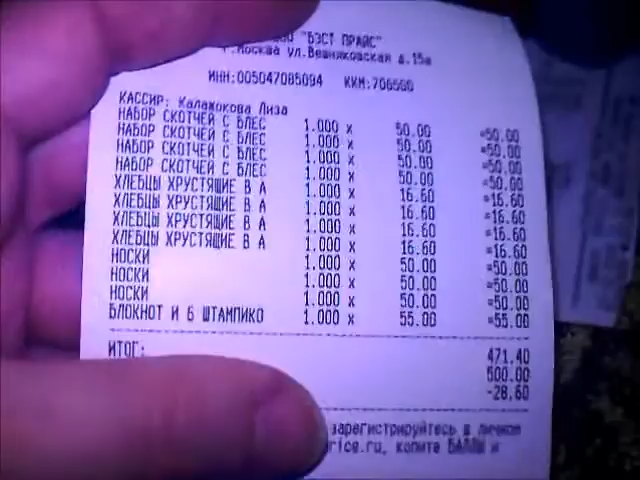 "БЭСТ ПРАЙС"
г.Москва ул.Вешняковская д.15а
ИНН:005047085094 ККМ:706500
КАССИР: Калажокова Лиза
НАБОР СКОТЧЕЙ С БЛЕС 1.000 x 50.00 =50.00
НАБОР СКОТЧЕЙ С БЛЕС 1.000 x 50.00 =50.00
НАБОР СКОТЧЕЙ С БЛЕС 1.000 x 50.00 =50.00
НАБОР СКОТЧЕЙ С БЛЕС 1.000 x 50.00 =50.00
ХЛЕБЦЫ ХРУСТЯЩИЕ В А 1.000 x 16.60 =16.60
ХЛЕБЦЫ ХРУСТЯЩИЕ В А 1.000 x 16.60 =16.60
ХЛЕБЦЫ ХРУСТЯЩИЕ В А 1.000 x 16.60 =16.60
ХЛЕБЦЫ ХРУСТЯЩИЕ В А 1.000 x 16.60 =16.60
НОСКИ 1.000 x 50.00 =50.00
НОСКИ 1.000 x 50.00 =50.00
НОСКИ 1.000 x 50.00 =50.00
БЛОКНОТ И 6 ШТАМПИКО 1.000 x 55.00 =55.00
ИТОГ: 471.40
500.00
-28.60
зарегистрируйтесь в личном
rice.ru, копите БАЛЛЫ и